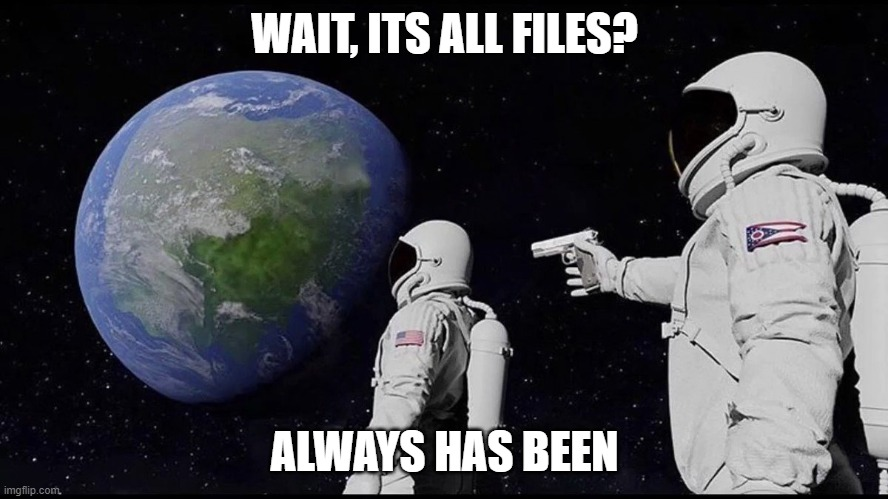 WAIT, ITS ALL FILES?
ALWAYS HAS BEEN
imgflip.com